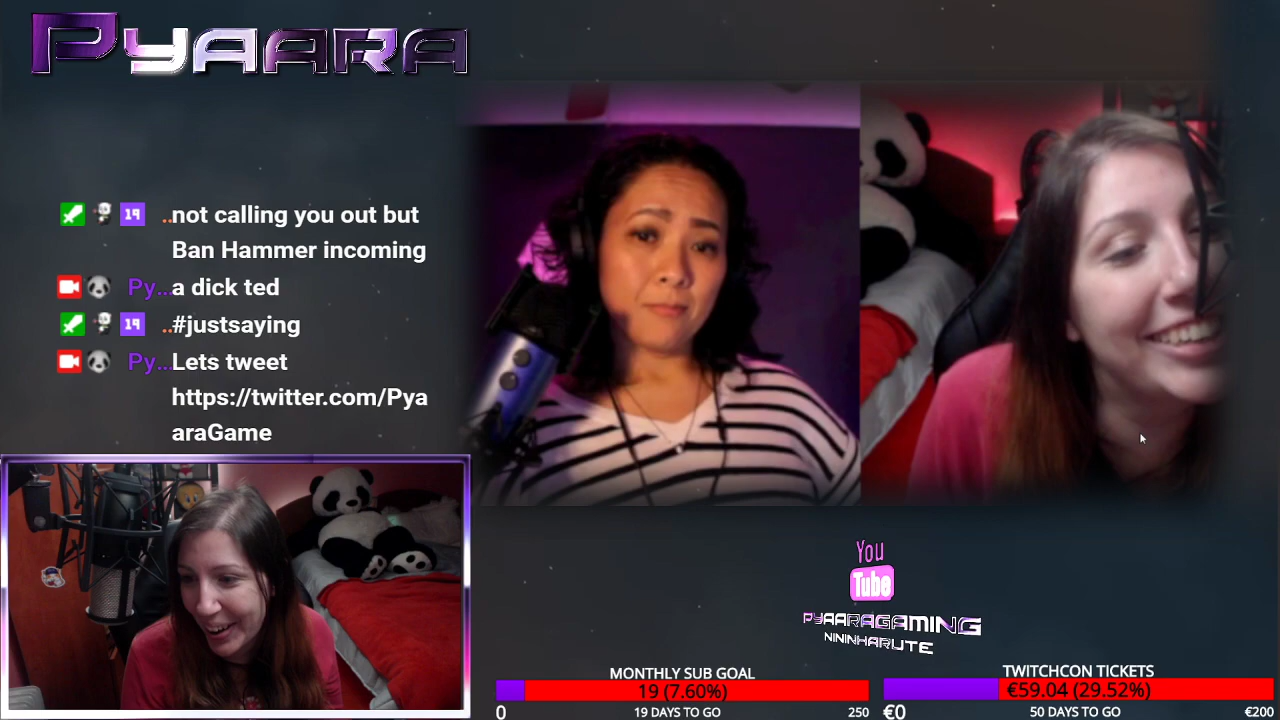 PYAARA
19 ..not calling you out but
Ban Hammer incoming
Py...a dick ted
19 ..#justsaying
Py...Lets tweet
https://twitter.com/Pya
araGame
You
Tube
PYAARAGAMING
NININHARUTE
MONTHLY SUB GOAL
19 (7.60%)
0 19 DAYS TO GO 250
TWITCHCON TICKETS
€59.04 (29.52%)
€0 50 DAYS TO GO €200